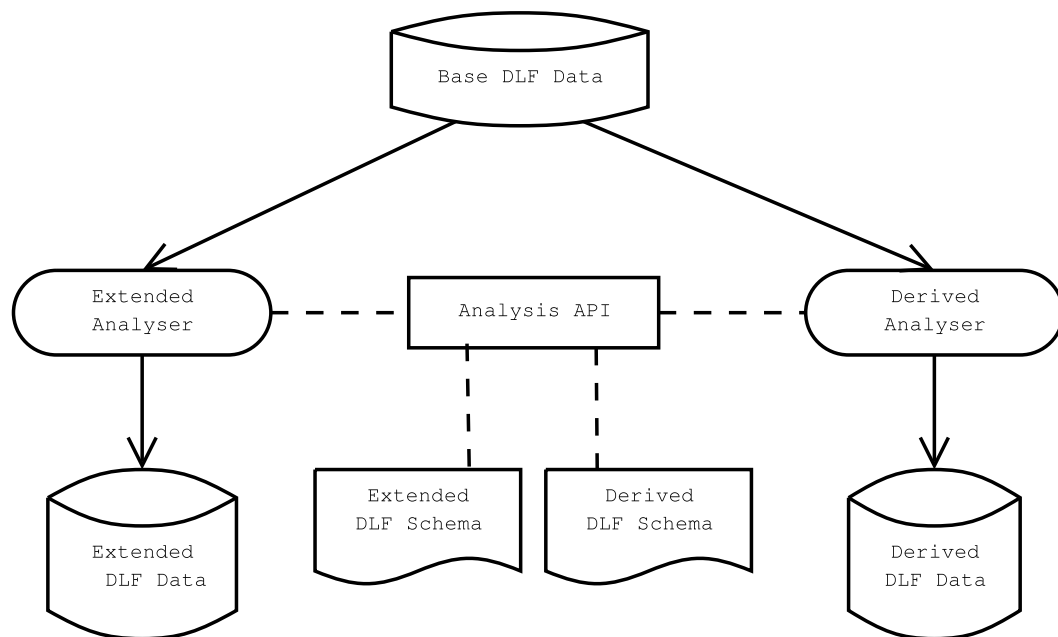 Base DLF Data
Extended
Analyser
Analysis API
Derived
Analyser
Extended
DLF Schema
Derived
DLF Schema
Extended
DLF Data
Derived
DLF Data